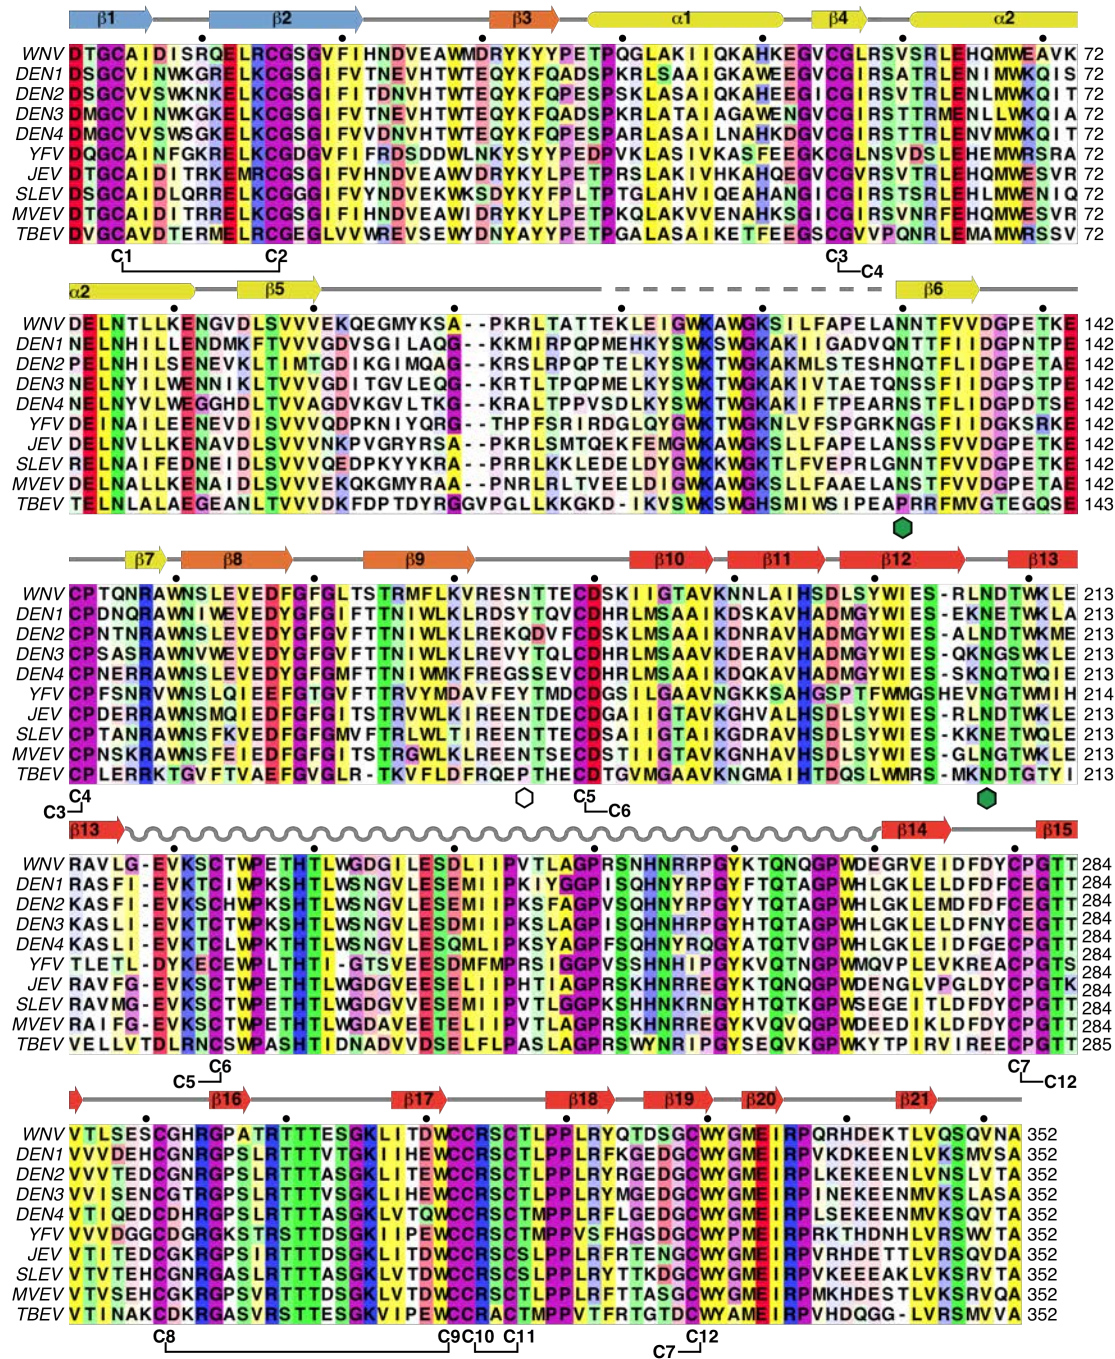 β1 β2 β3 α1 β4 α2
WNV DTGCAIDISRQELRCGSGVFIHNDVEAWMDRYKYYPETPQGLAKIIQKAHKEGVCGLRSVSRLEHQMWEAVK 72
DEN1 DSGCVINWKGRELKCGSGIFVTNEVHTWTEQYKFQADSPKRLSAAIGKAWEEGVCGIRSATRLENIMWKQIS 72
DEN2 DSGCVVSWKNKELKCGSGIFITDNVHTWTEQYKFQPESPSKLASAIQKAHEEGICGIRSVTRLENLMWKQIT 72
DEN3 DMGCVVNWKGKELKCGSGIFVTNEVHTWTEQYKFQADSPKRLATAIAGAWENGVCGIRSTTRMENLLWKQIA 72
DEN4 DMGCVVSWSGKELKCGSGIFVVDNVHTWTEQYKFQPESPARLASAILNAHKDGVCGIRSTTRLENVMWKQIT 72
YFV DQGCAINFGKRELKCGDGVFIFRDSDDWLNKYSYYPEDPVKLASIVKASFEEGKCGLNSVDSLEHEMWRSRA 72
JEV DTGCAIDITRKEMRCGSGIFVHNDVEAWVDRYKYLPETPRSLAKIVHKAHQEGVCGVRSVTRLEHQMWESVR 72
SLEV DSGCAIDLQRRELKCGGGIFVYNDVEKWKSDYKYFPLTPTGLAHVIQEAHANGICGIRSTSRLEHLMWENIQ 72
MVEV DTGCAIDITRRELKCGSGIFIHNDVEAWIDRYKYLPETPKQLAKVVENAHKSGICGIRSVNRFEHQMWESVR 72
TBEV DVGCAVDTERMELRCGEGLVVWREVSEWYDNYAYYPETPGALASAIKETFEEGSCGVVPQNRLEMAMWRSSV 72
C1 C2 C3 C4
α2 β5 β6
WNV DELNTLLKENGVDLSVVVEKQEGMYKSA--PKRLTATTEKLEIGWKAWGKSILFAPELANNTFVVDGPETKE 142
DEN1 NELNHILLENDMKFTVVVGDVSGILAQG--KKMIRPQPMEHKYSWKSWGKAKIIGADVQNTTFIIDGPNTPE 142
DEN2 PELNHILSENEVKLTIMTGDIKGIMQAG--KRSLRPQPTELKYSWKTWGKAKMLSTESHNQTFLIDGPETAE 142
DEN3 NELNYILWENNIKLTVVVGDITGVLEQG--KRTLTPQPMELKYSWKTWGKAKIVTAETQNSSFIIDGPSTPE 142
DEN4 NELNYVLWEGGHDLTVVAGDVKGVLTKG--KRALTPPVSDLKYSWKTWGKAKIFTPEARNSTFLIDGPDTSE 142
YFV DEINAILEENEVDISVVVQDPKNIYQRG--THPFSRIRDGLQYGWKTWGKNLVFSPGRKNGSFIIDGKSRKE 142
JEV DELNVLLKENAVDLSVVVNKPVGRYRSA--PKRLSMTQEKFEMGWKAWGKSILFAPELANSSFVVDGPETKE 142
SLEV RELNAIFEDNEIDLSVVVQEDPKYYKRA--PRRLKKLEDELDYGWKKWGKTLFVEPRLGNNTFVVDGPETKE 142
MVEV DELNALLKENAIDLSVVVEKQKGMYRAA--PNRLRLTVEELDIGWKAWGKSLLFAAELANSTFVVDGPETAE 142
TBEV TELNLALAEGEANLTVVVDKFDPTDYRGGVPGLLKKGKD-IKVSWKSWGHSMIWSIPEAPRRFMVGTEGQSE 143
β7 β8 β9 β10 β11 β12 β13
WNV CPTQNRAWNSLEVEDFGFGLTSTRMFLKVRESNTTECDSKIIGTAVKNNLAIHSDLSYWIES-RLNDTWKLE 213
DEN1 CPDNQRAWNIWEVEDYGFGVFTTNIWLKLRDSYTQVCDHRLMSAAIKDSKAVHADMGYWIES-EKNETWKLA 213
DEN2 CPNTNRAWNSLEVEDYGFGVFTTNIWLKLREKQDVFCDSKLMSAAIKDNRAVHADMGYWIES-ALNDTWKME 213
DEN3 CPSASRAWNVWEVEDYGFGVFTTNIWLKLREVYTQLCDHRLMSAAVKDERAVHADMGYWIES-QKNGSWKLE 213
DEN4 CPNERRAWNSLEVEDYGFGMFTTNIWMKFREGSSEVCDHRLMSAAIKDQKAVHADMGYWIES-SKNQTWQIE 213
YFV CPFSNRVWNSLQIEEFGTGVFTTRVYMDAVFEYTMDCDGSILGAAVNGKKSAHGSPTFWMGSHEVNGTWMIH 214
JEV CPDERRAWNSMQIEDFGFGITSTRVWLKIREENTDECDGAIIGTAVKGHVALHSDLSYWIES-RLNDTWKLE 213
SLEV CPTANRAWNSFKVEDFGFGMVFTRLWLTIREENTTECDSAIIGTAIKGDRAVHSDLSYWIES-KKNETWQLE 213
MVEV CPNSKRAWNSFEIEDFGFGITSTRGWLKLREENTSECDSTIIGTAVKGNHAVHSDLSYWIES-GLNGTWKLE 213
TBEV CPLERRKTGVFTVAEFGVGLR-TKVFLDFRQEPTHECDTGVMGAAVKNGMAIHTDQSLWMRS-MKNDTGTYI 213
C3 C4 C5 C6
β13 β14 β15
WNV RAVLG-EVKSCTWPETHTLWGDGILESDLIIPVTLAGPRSNHNRRPGYKTQNQGPWDEGRVEIDFDYCPGTT 284
DEN1 RASFI-EVKTCIWPKSHTLWSNGVLESEMIIPKIYGGPISQHNYRPGYFTQTAGPWHLGKLELDFDFCEGTT 284
DEN2 KASFI-EVKSCHWPKSHTLWSNGVLESEMIIPKSFAGPVSQHNYRPGYYTQTAGPWHLGKLEMDFDFCEGTT 284
DEN3 KASLI-EVKTCTWPKSHTLWSNGVLESDMIIPKSLAGPISQHNHRPGYHTQTAGPWHLGKLELDFNYCEGTT 284
DEN4 KASLI-EVKTCLWPKTHTLWSNGVLESQMLIPKSYAGPFSQHNYRQGYATQTVGPWHLGKLEIDFGECPGTT 284
YFV TLETL-DYKECEWPLTHTI-GTSVEESDMFMPRSIGGPVSSHNHIPGYKVQTNGPWMQVPLEVKREACPGTS 284
JEV RAVFG-EVKSCTWPETHTLWGDGVEESELIIPHTIAGPRSKHNRREGYKTQNQGPWDENGLVPGLDYCPGTK 284
SLEV RAVMG-EVKSCTWPETHTLWGDGVVESEMIIPVTLGGPKSHHNKRNGYHTQTKGPWSEGEITLDFDYCPGTT 284
MVEV RAIFG-EVKSCTWPETHTLWGDAVEETELIIPVTLAGPRSKHNRREGYKVQVQGPWDEEDIKLDFDYCPGTT 284
TBEV VELLVTDLRNCSWPASHTIDNADVVDSELFLPASLAGPRSWYNRIPGYSEQVKGPWKYTPIRVIREECPGTT 285
C5 C6 C7 C12
β16 β17 β18 β19 β20 β21
WNV VTLSESCGHRGPATRTTTESGKLITDWCCRSCTLPPLRYQTDSGCWYGMEIRPQRHDEKTLVQSQVNA 352
DEN1 VVVDEHCGNRGPSLRTTTVTGKIIHEWCCRSCTLPPLRFKGEDGCWYGMEIRPVKDKEENLVKSMVSA 352
DEN2 VVVTEDCGNRGPSLRTTTASGKLITEWCCRSCTLPPLRYRGEDGCWYGMEIRPLKEKEENLVNSLVTA 352
DEN3 VVISENCGTRGPSLRTTTVSGKLIHEWCCRSCTLPPLRYMGEDGCWYGMEIRPINEKEENMVKSLASA 352
DEN4 VTIQEDCDHRGPSLRTTTASGKLVTQWCCRSCTMPPLRFLGEDGCWYGMEIRPLSEKEENMVKSQVTA 352
YFV VVVDGGCDGRGKSTRSTTDSGKIIPEWCCRSCTMPPVSFHGSDGCWYGMEIRPRKTHDNHLVRSWVTA 352
JEV VTITEDCGKRGPSIRTTTDSGKLITDWCCRSCSLPPLRFRTENGCWYGMEIRPVRHDETTLVRSQVDA 352
SLEV VTVTEHCGNRGASLRTTTASGKLVTDWCCRSCSLPPLRYTTKDGCWYGMEIRPVKEEEAKLVKSRVTA 352
MVEV VTVSEHCGKRGPSVRTTTASGKLVTDWCCRSCTLPPLRFTTKDGCWYGMEIRPMKHDESTLVKSRVQA 352
TBEV VTINAKCDKRGASVRSTTESGKVIPEWCCRACTMPPVTFRTGTDCWYGMEIRPVHDQGG-LVRSMVTA 352
C8 C9 C10 C11 C7 C12